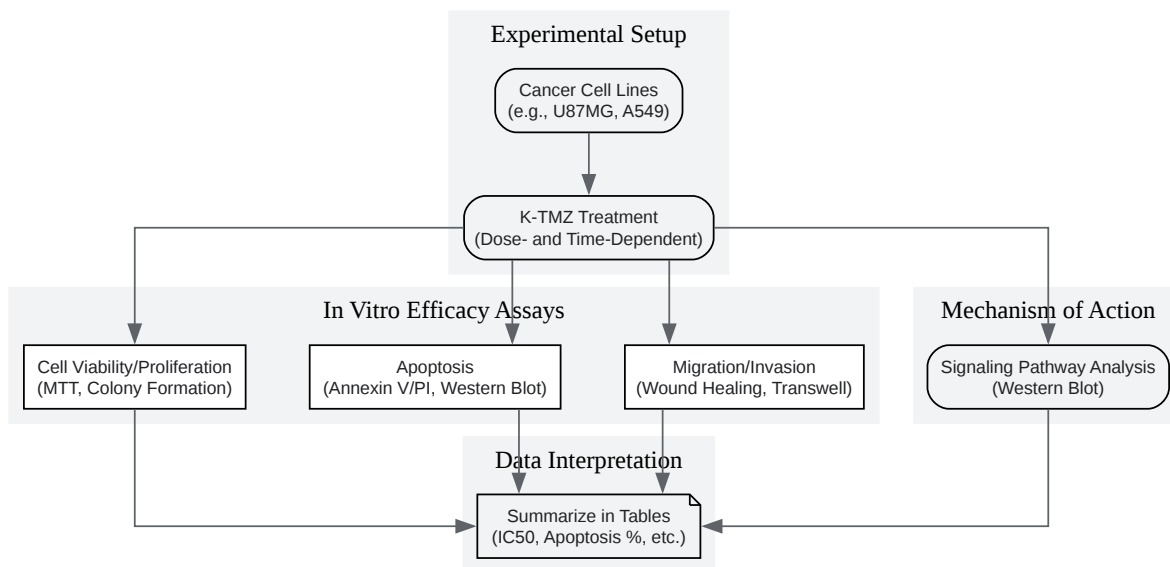 Experimental Setup
Cancer Cell Lines
(e.g., U87MG, A549)
K-TMZ Treatment
(Dose- and Time-Dependent)
In Vitro Efficacy Assays
Mechanism of Action
Cell Viability/Proliferation
(MTT, Colony Formation)
Apoptosis
(Annexin V/PI, Western Blot)
Migration/Invasion
(Wound Healing, Transwell)
Signaling Pathway Analysis
(Western Blot)
Data Interpretation
Summarize in Tables
(IC50, Apoptosis %, etc.)